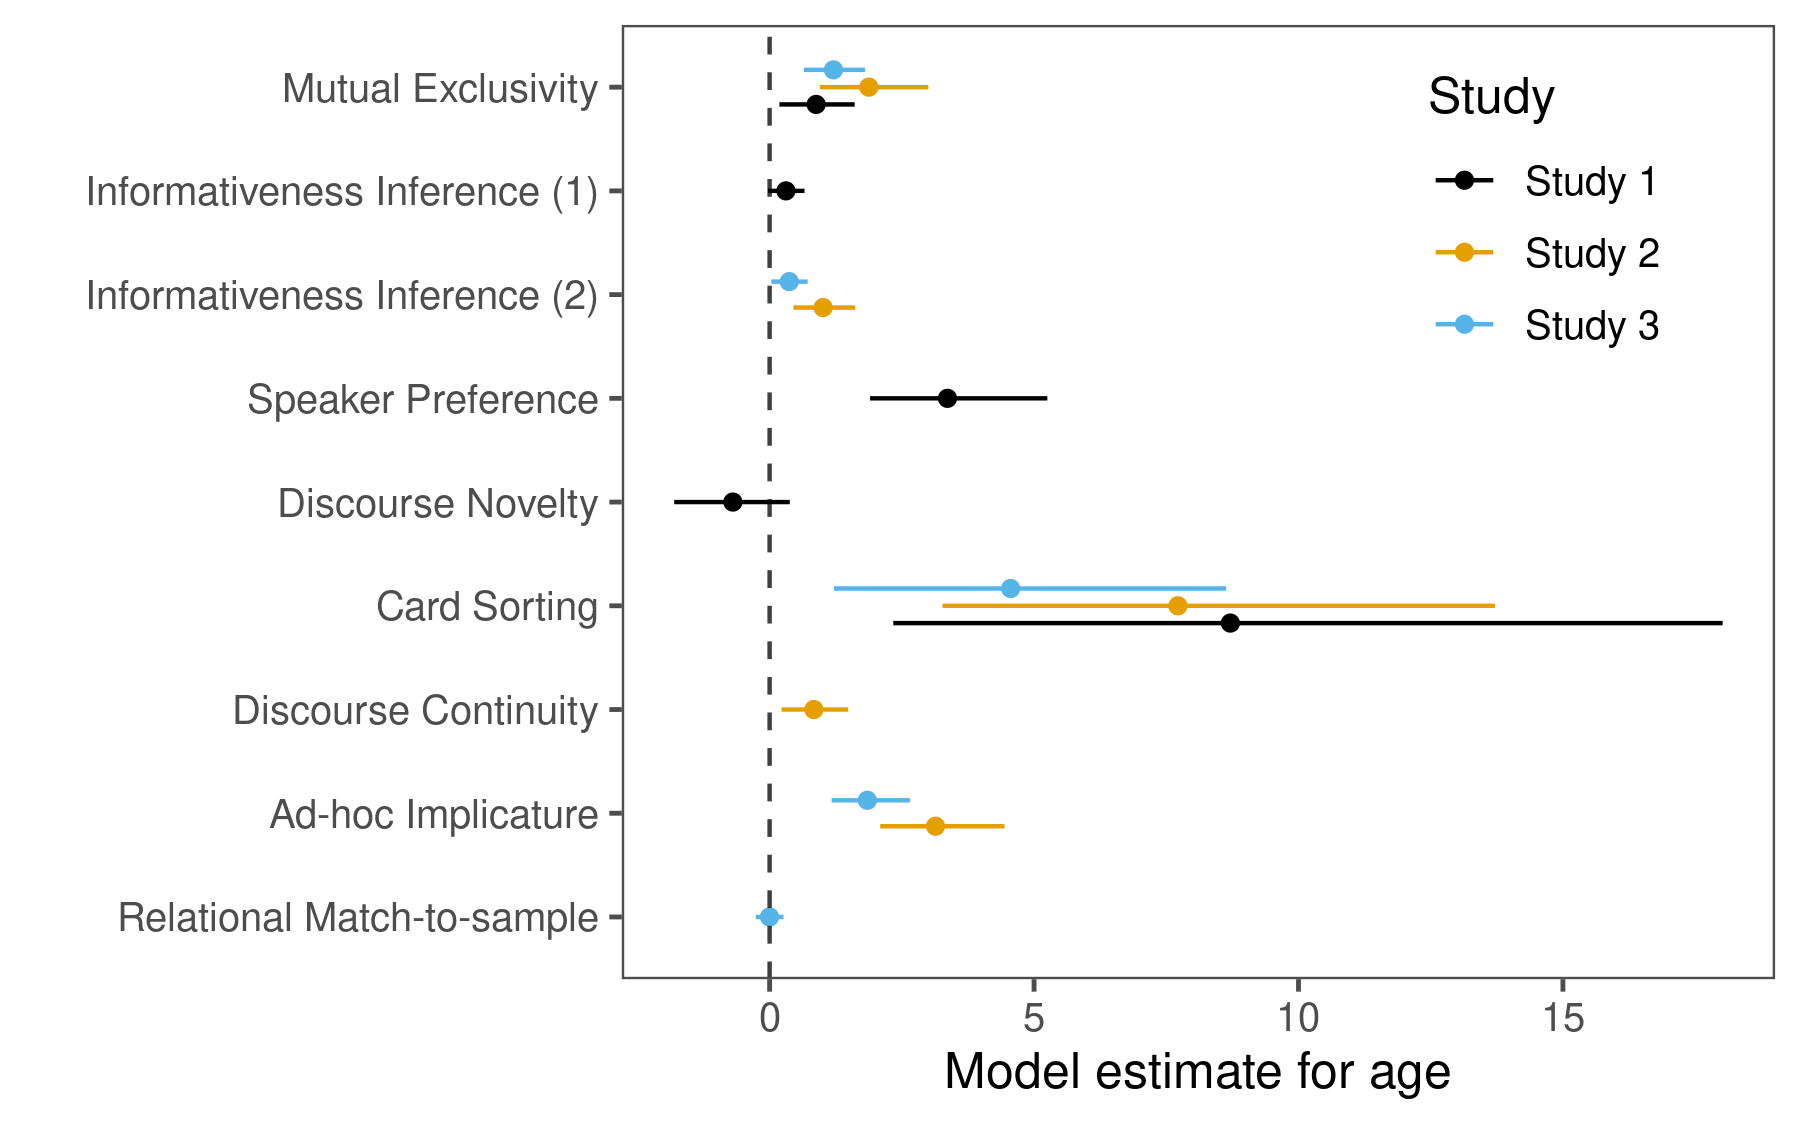 Mutual Exclusivity
Informativeness Inference (1)
Informativeness Inference (2)
Speaker Preference
Discourse Novelty
Card Sorting
Discourse Continuity
Ad-hoc Implicature
Relational Match-to-sample
Study
Study 1
Study 2
Study 3
0 5 10 15
Model estimate for age